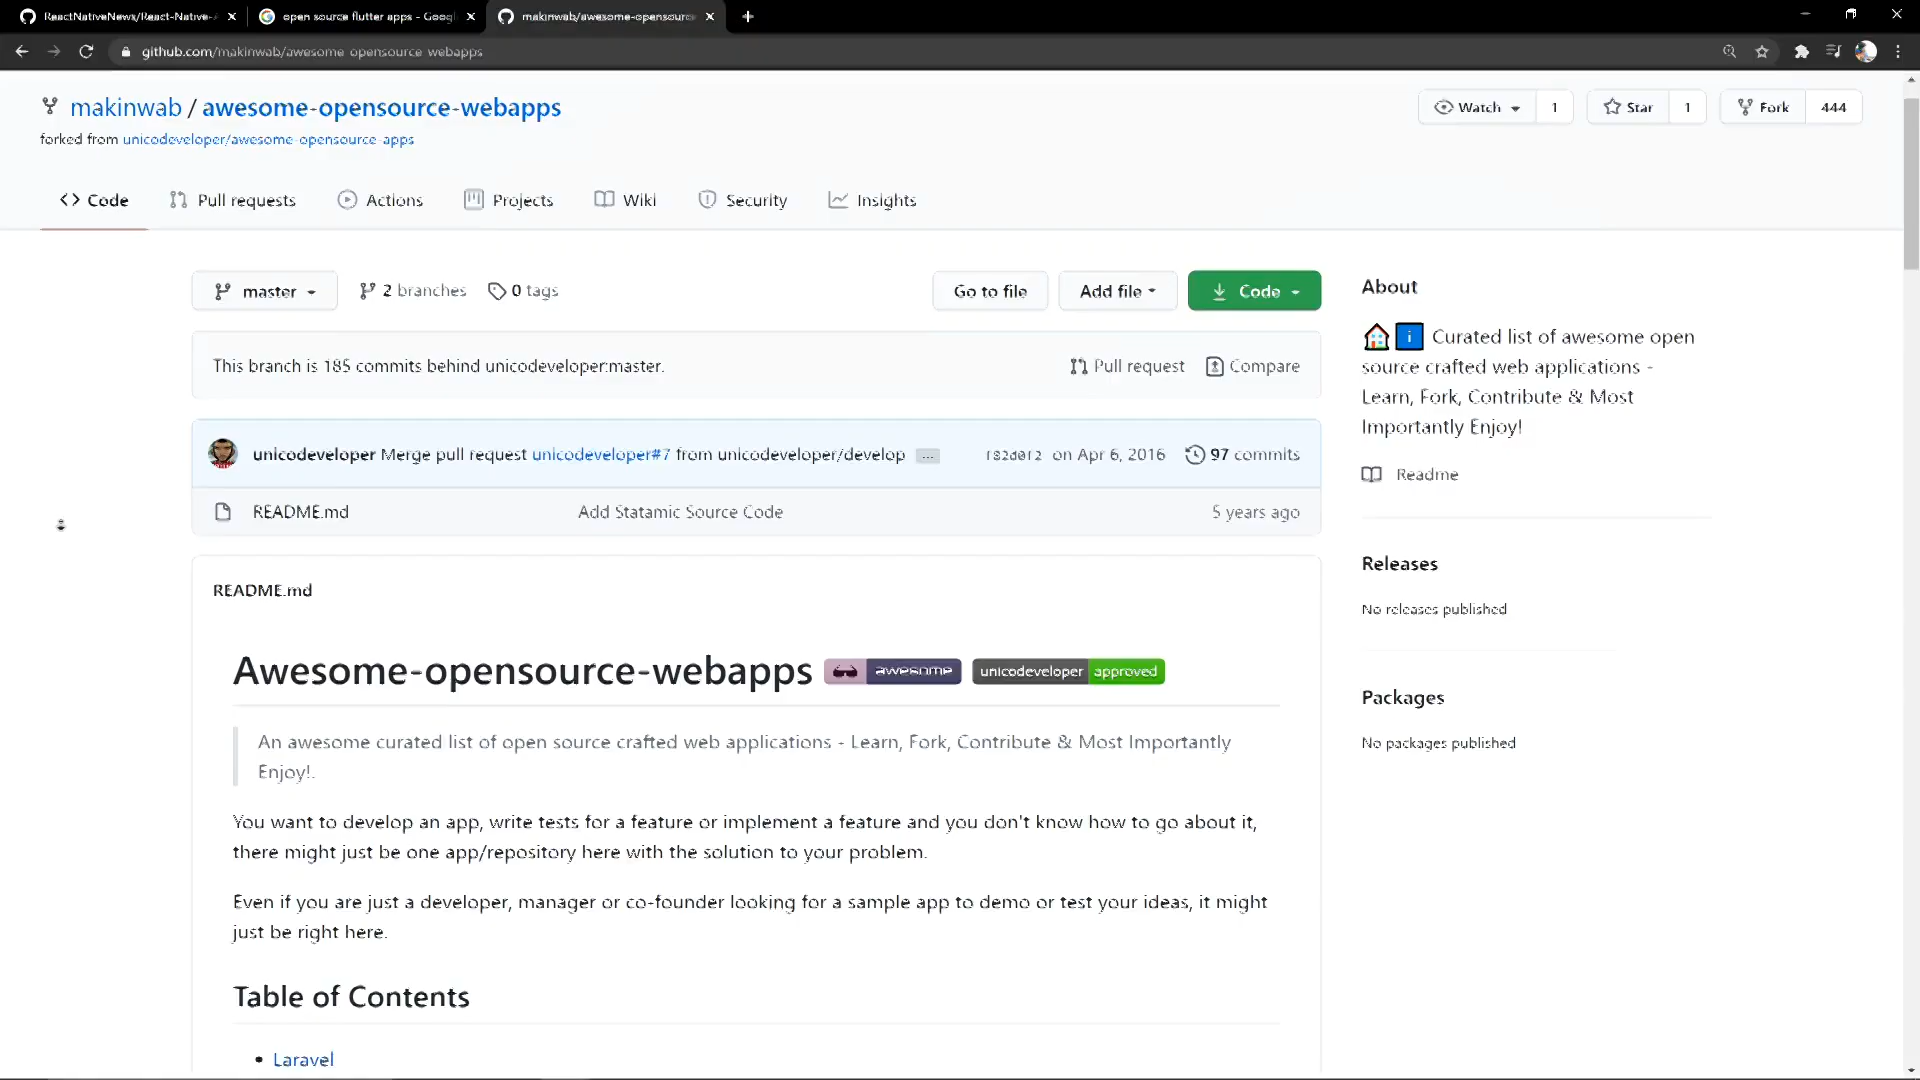 ReactNativeNews/React-Native-A
open source flutter apps - Googl
makinwab/awesome-opensource
github.com/makinwab/awesome-opensource-webapps
makinwab / awesome-opensource-webapps
Watch 1
Star 1
Fork 444
forked from unicodeveloper/awesome-opensource-apps
Code
Pull requests
Actions
Projects
Wiki
Security
Insights
master
2 branches
0 tags
Go to file
Add file
Code
This branch is 185 commits behind unicodeveloper:master.
Pull request
Compare
unicodeveloper Merge pull request unicodeveloper#7 from unicodeveloper/develop ...
on Apr 6, 2016
97 commits
README.md
Add Statamic Source Code
5 years ago
README.md
Awesome-opensource-webapps
awesome
unicodeveloper approved
An awesome curated list of open source crafted web applications - Learn, Fork, Contribute & Most Importantly
Enjoy!.
You want to develop an app, write tests for a feature or implement a feature and you don't know how to go about it,
there might just be one app/repository here with the solution to your problem.
Even if you are just a developer, manager or co-founder looking for a sample app to demo or test your ideas, it might
just be right here.
Table of Contents
• Laravel
About
Curated list of awesome open
source crafted web applications -
Learn, Fork, Contribute & Most
Importantly Enjoy!
Readme
Releases
No releases published
Packages
No packages published